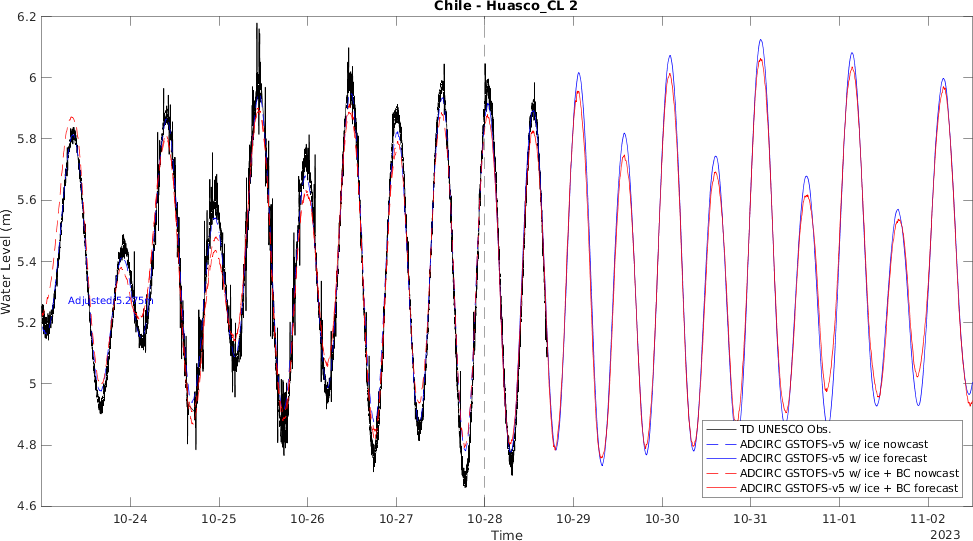 Chile - Huasco_CL 2
6.2
6
5.8
5.6
5.4
5.2
5
4.8
4.6
Water Level (m)
Adjusted:5.275m
TD UNESCO Obs.
ADCIRC GSTOFS-v5 w/ ice nowcast
ADCIRC GSTOFS-v5 w/ ice forecast
ADCIRC GSTOFS-v5 w/ ice + BC nowcast
ADCIRC GSTOFS-v5 w/ ice + BC forecast
10-24 10-25 10-26 10-27 10-28 10-29 10-30 10-31 11-01 11-02
Time
2023